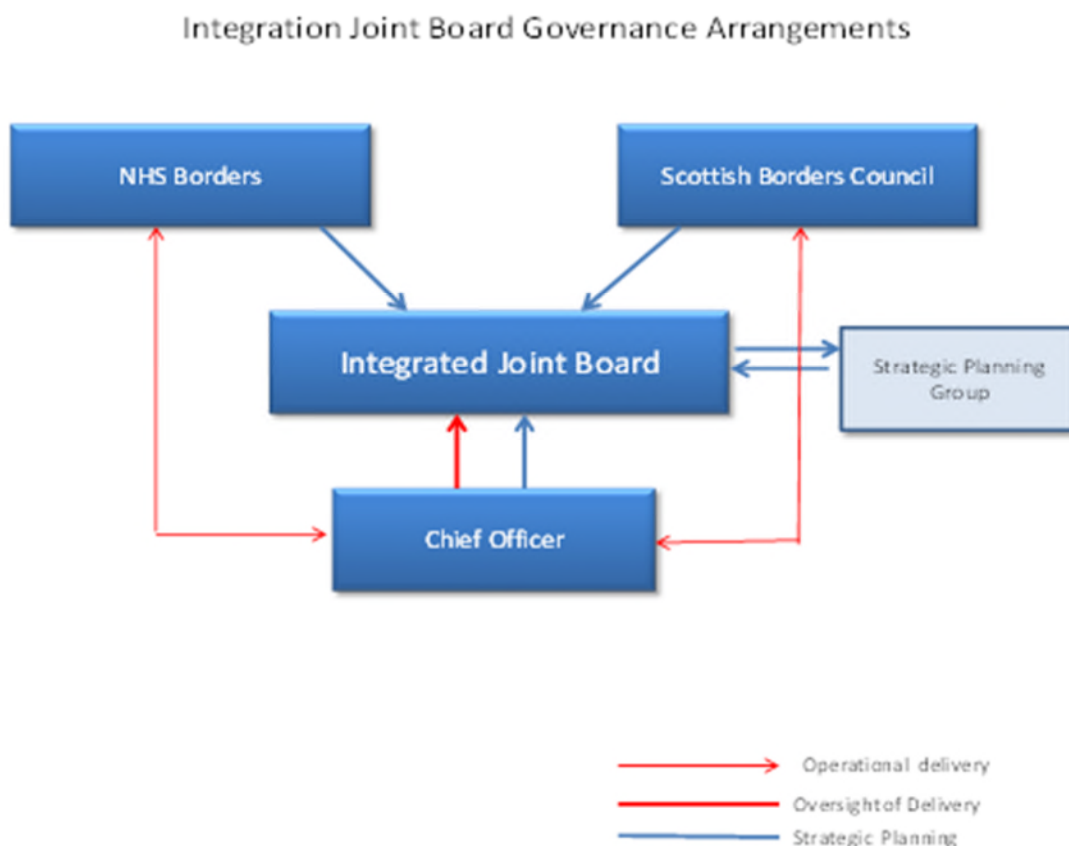 Integration Joint Board Governance Arrangements
NHS Borders
Scottish Borders Council
Integrated Joint Board
Strategic Planning
Group
Chief Officer
Operational delivery
Oversight of Delivery
Strategic Planning